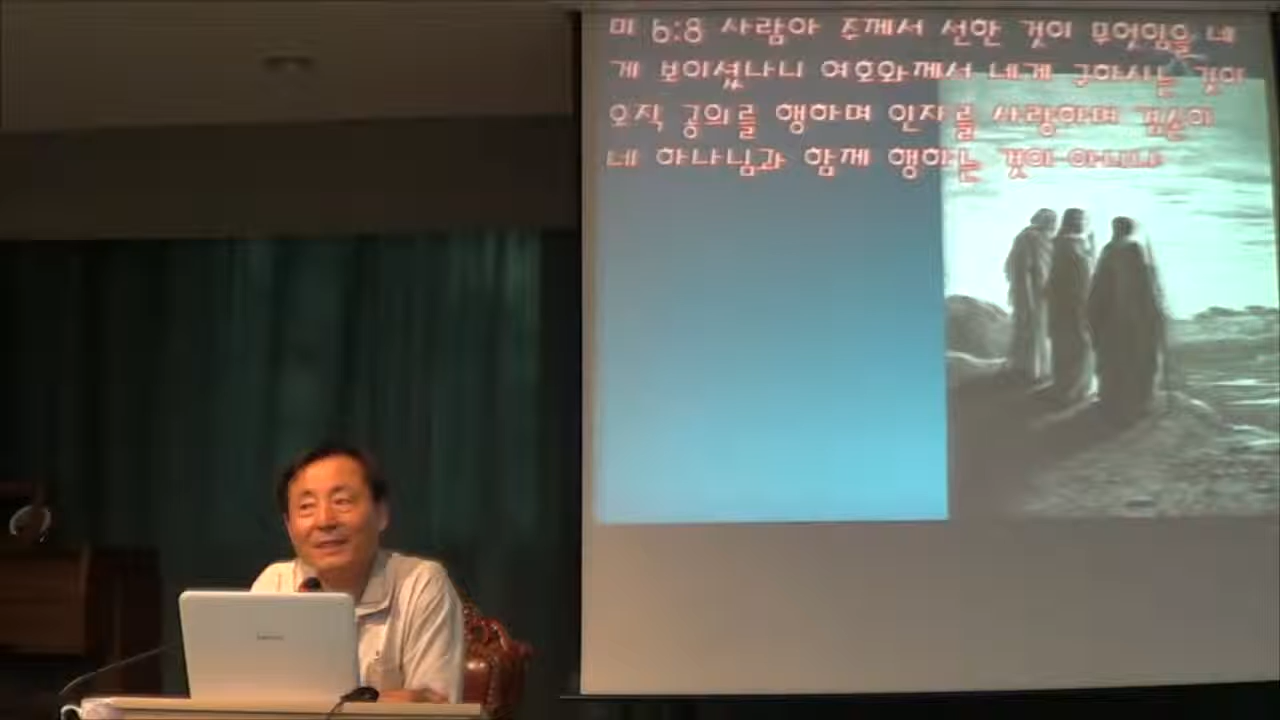 미 6:8 사람아 주께서 선한 것이 무엇임을 네
게 보이셨나니 여호와께서 네게 구하시는 것이
오직 공의를 행하며 인자를 사랑하며 겸손히
네 하나님과 함께 행하는 것이 아니냐